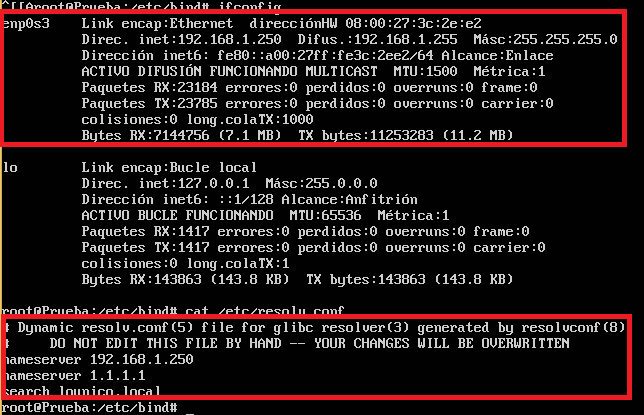 ^[[Aroot@Prueba:/etc/bind# ifconfig
enp0s3 Link encap:Ethernet direcciónHW 08:00:27:3c:2e:e2
Direc. inet:192.168.1.250 Difus.:192.168.1.255 Másc:255.255.255.0
Dirección inet6: fe80::a00:27ff:fe3c:2ee2/64 Alcance:Enlace
ACTIVO DIFUSIÓN FUNCIONANDO MULTICAST MTU:1500 Métrica:1
Paquetes RX:23184 errores:0 perdidos:0 overruns:0 frame:0
Paquetes TX:23785 errores:0 perdidos:0 overruns:0 carrier:0
colisiones:0 long.colaTX:1000
Bytes RX:7144756 (7.1 MB) TX bytes:11253283 (11.2 MB)
lo Link encap:Bucle local
Direc. inet:127.0.0.1 Másc:255.0.0.0
Dirección inet6: ::1/128 Alcance:Anfitrión
ACTIVO BUCLE FUNCIONANDO MTU:65536 Métrica:1
Paquetes RX:1417 errores:0 perdidos:0 overruns:0 frame:0
Paquetes TX:1417 errores:0 perdidos:0 overruns:0 carrier:0
colisiones:0 long.colaTX:1
Bytes RX:143863 (143.8 KB) TX bytes:143863 (143.8 KB)
root@Prueba:/etc/bind# cat /etc/resolv.conf
# Dynamic resolv.conf(5) file for glibc resolver(3) generated by resolvconf(8)
# DO NOT EDIT THIS FILE BY HAND -- YOUR CHANGES WILL BE OVERWRITTEN
nameserver 192.168.1.250
nameserver 1.1.1.1
search lounico.local
root@Prueba:/etc/bind#